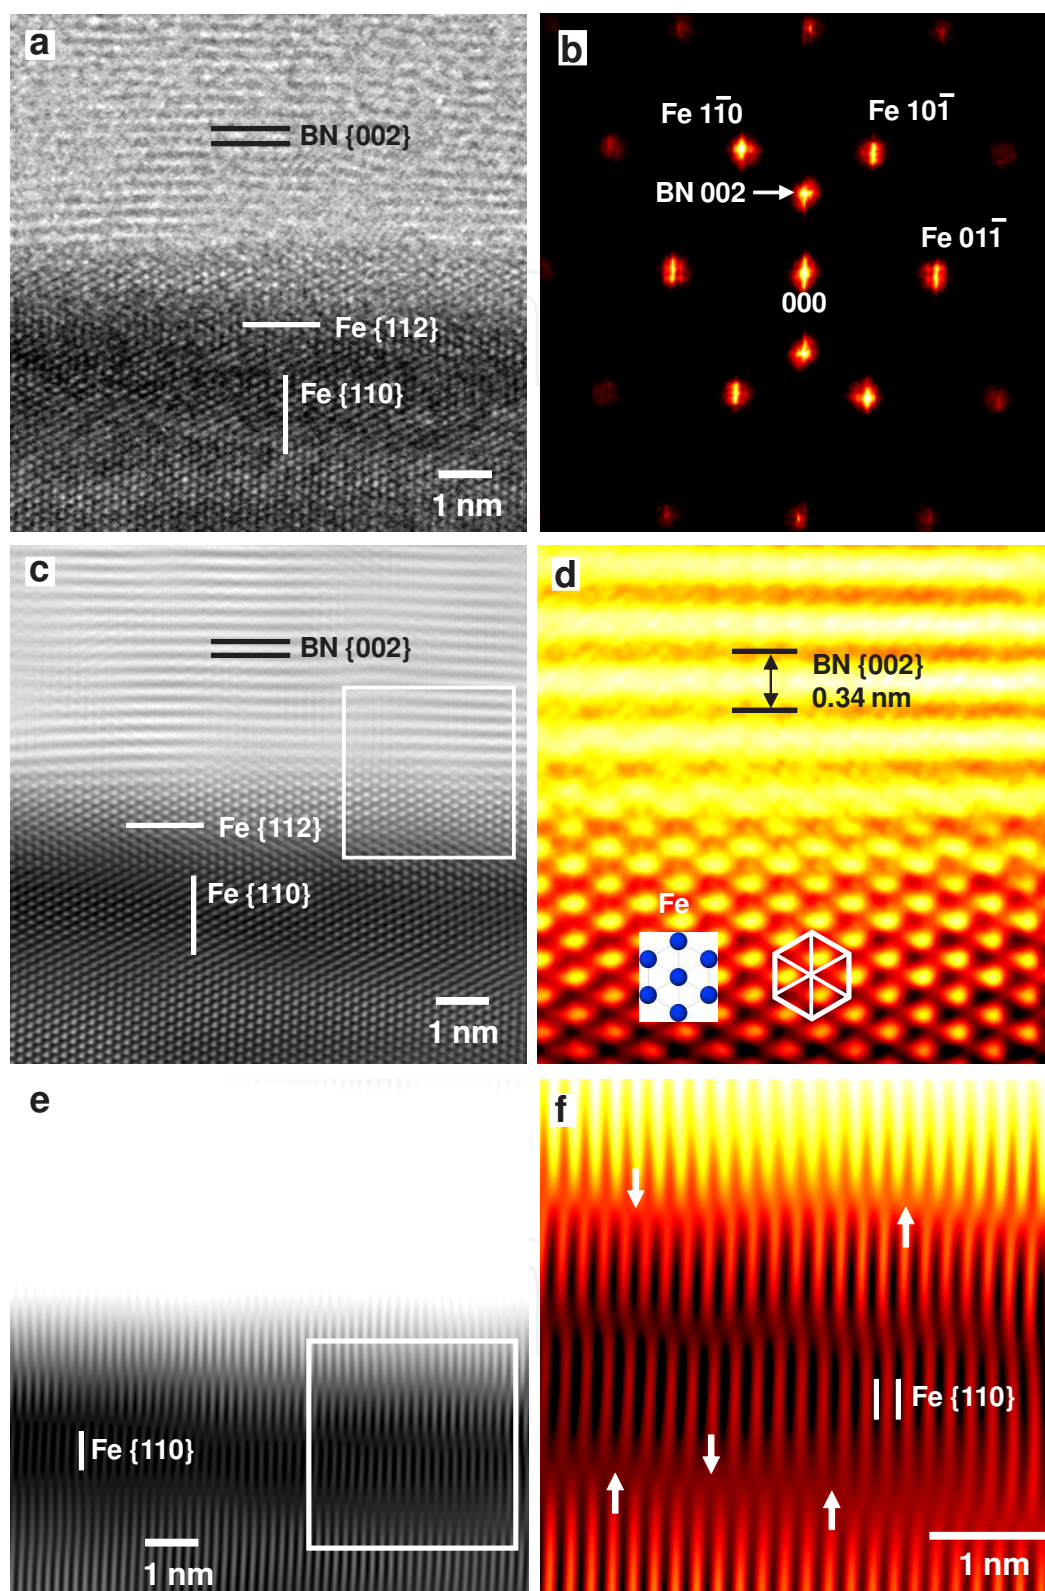 a
BN {002}
Fe {112}
Fe {110}
1 nm
b
Fe 11̅0
Fe 101̅
BN 002
Fe 011̅
000
c
BN {002}
Fe {112}
Fe {110}
1 nm
d
BN {002}
0.34 nm
Fe
e
Fe {110}
1 nm
f
Fe {110}
1 nm